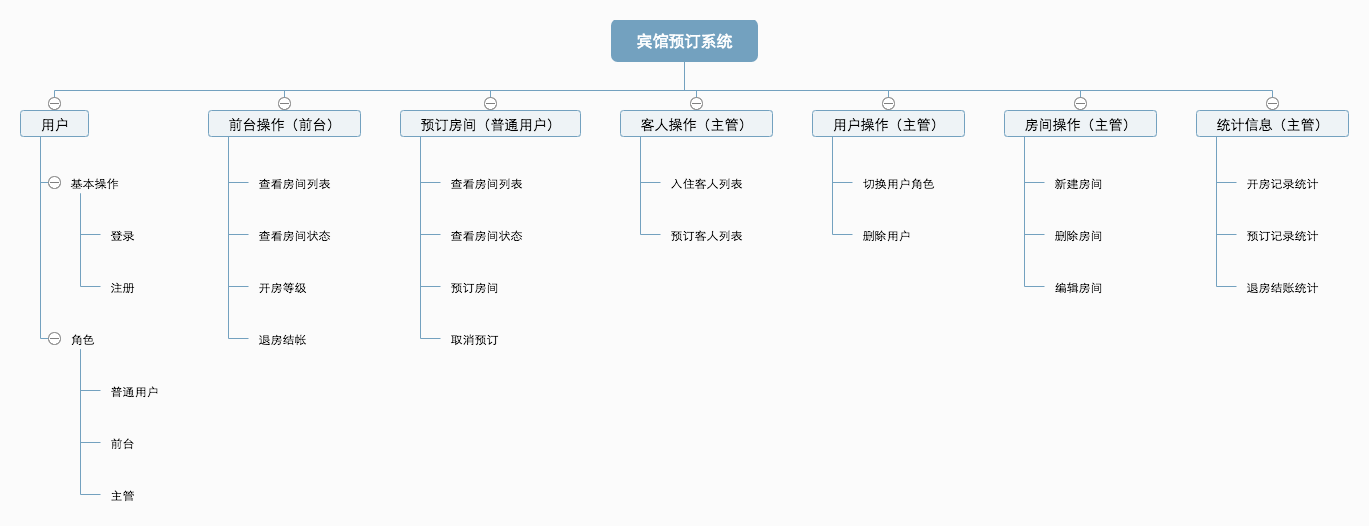 宾馆预订系统
用户
前台操作（前台）
预订房间（普通用户）
客人操作（主管）
用户操作（主管）
房间操作（主管）
统计信息（主管）
基本操作
登录
注册
角色
普通用户
前台
主管
查看房间列表
查看房间状态
开房等级
退房结帐
查看房间列表
查看房间状态
预订房间
取消预订
入住客人列表
预订客人列表
切换用户角色
删除用户
新建房间
删除房间
编辑房间
开房记录统计
预订记录统计
退房结账统计